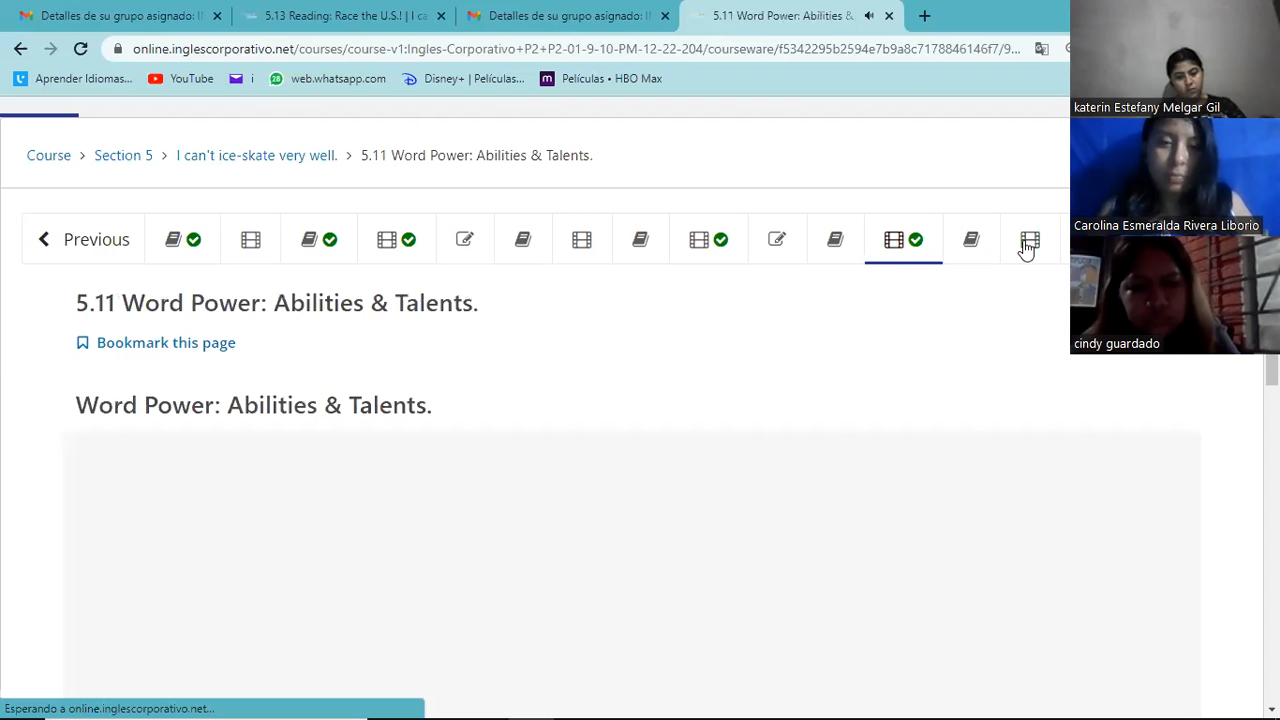 Detalles de su grupo asignado: I
5.13 Reading: Race the U.S.! | I ca
Detalles de su grupo asignado: I
5.11 Word Power: Abilities &
online.inglescorporativo.net/courses/course-v1:Ingles-Corporativo+P2+P2-01-9-10-PM-12-22-204/courseware/f5342295b2594e7b9a8c7178846146f7/9...
Aprender Idiomas...
YouTube
i
28
web.whatsapp.com
Disney+ | Películas...
Películas • HBO Max
katerin Estefany Melgar Gil
Course > Section 5 > I can't ice-skate very well. > 5.11 Word Power: Abilities & Talents.
Carolina Esmeralda Rivera Liborio
Previous
5.11 Word Power: Abilities & Talents.
Bookmark this page
cindy guardado
Word Power: Abilities & Talents.
Esperando a online.inglescorporativo.net...